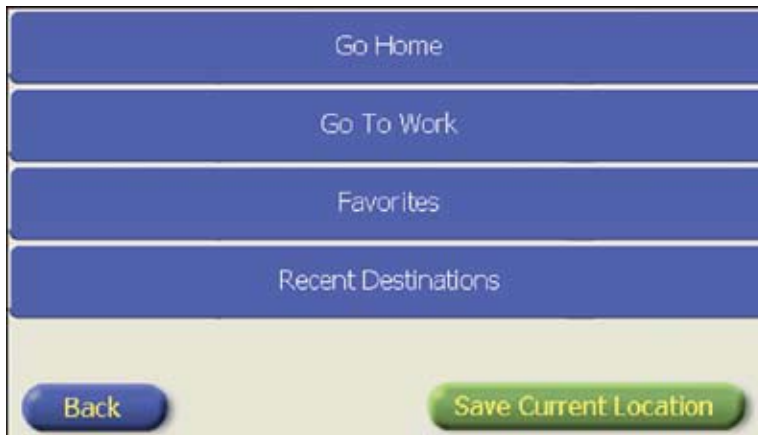 Go Home
Go To Work
Favorites
Recent Destinations
Back
Save Current Location